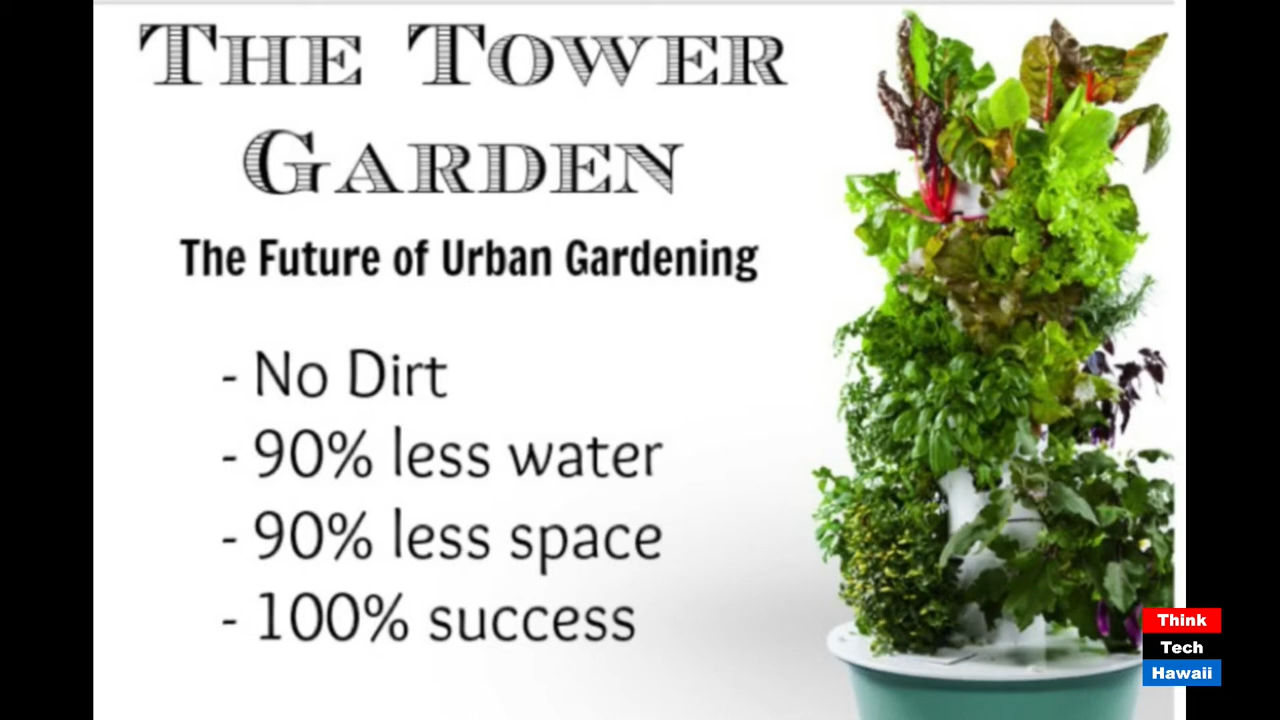 THE TOWER
GARDEN
The Future of Urban Gardening
- No Dirt
- 90% less water
- 90% less space
- 100% success
Think
Tech
Hawaii